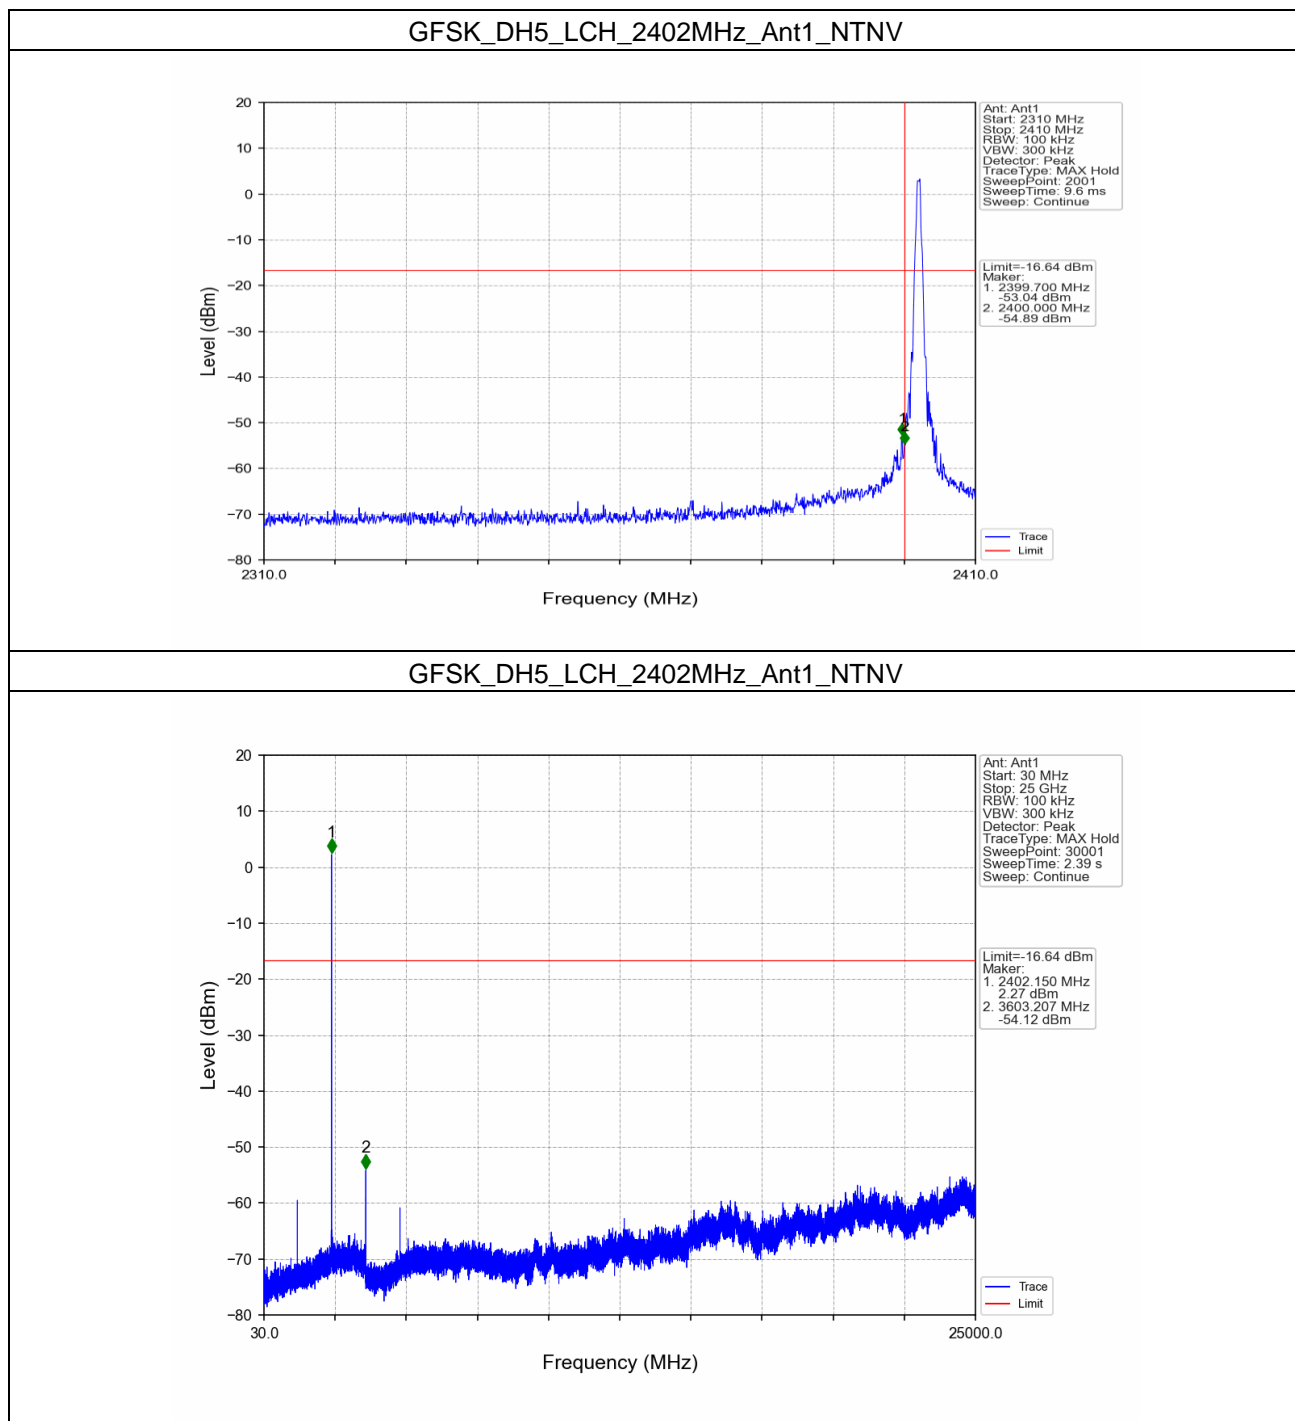 GFSK_DH5_LCH_2402MHz_Ant1_NTNV
20
10
0
−10
−20
−30
−40
−50
−60
−70
−80
Level (dBm)
2310.0
2410.0
Frequency (MHz)
1
2
Ant: Ant1
Start: 2310 MHz
Stop: 2410 MHz
RBW: 100 kHz
VBW: 300 kHz
Detector: Peak
TraceType: MAX Hold
SweepPoint: 2001
SweepTime: 9.6 ms
Sweep: Continue
Limit=-16.64 dBm
Maker:
1. 2399.700 MHz
-53.04 dBm
2. 2400.000 MHz
-54.89 dBm
Trace
Limit
GFSK_DH5_LCH_2402MHz_Ant1_NTNV
20
10
0
−10
−20
−30
−40
−50
−60
−70
−80
Level (dBm)
30.0
25000.0
Frequency (MHz)
1
2
Ant: Ant1
Start: 30 MHz
Stop: 25 GHz
RBW: 100 kHz
VBW: 300 kHz
Detector: Peak
TraceType: MAX Hold
SweepPoint: 30001
SweepTime: 2.39 s
Sweep: Continue
Limit=-16.64 dBm
Maker:
1. 2402.150 MHz
2.27 dBm
2. 3603.207 MHz
-54.12 dBm
Trace
Limit